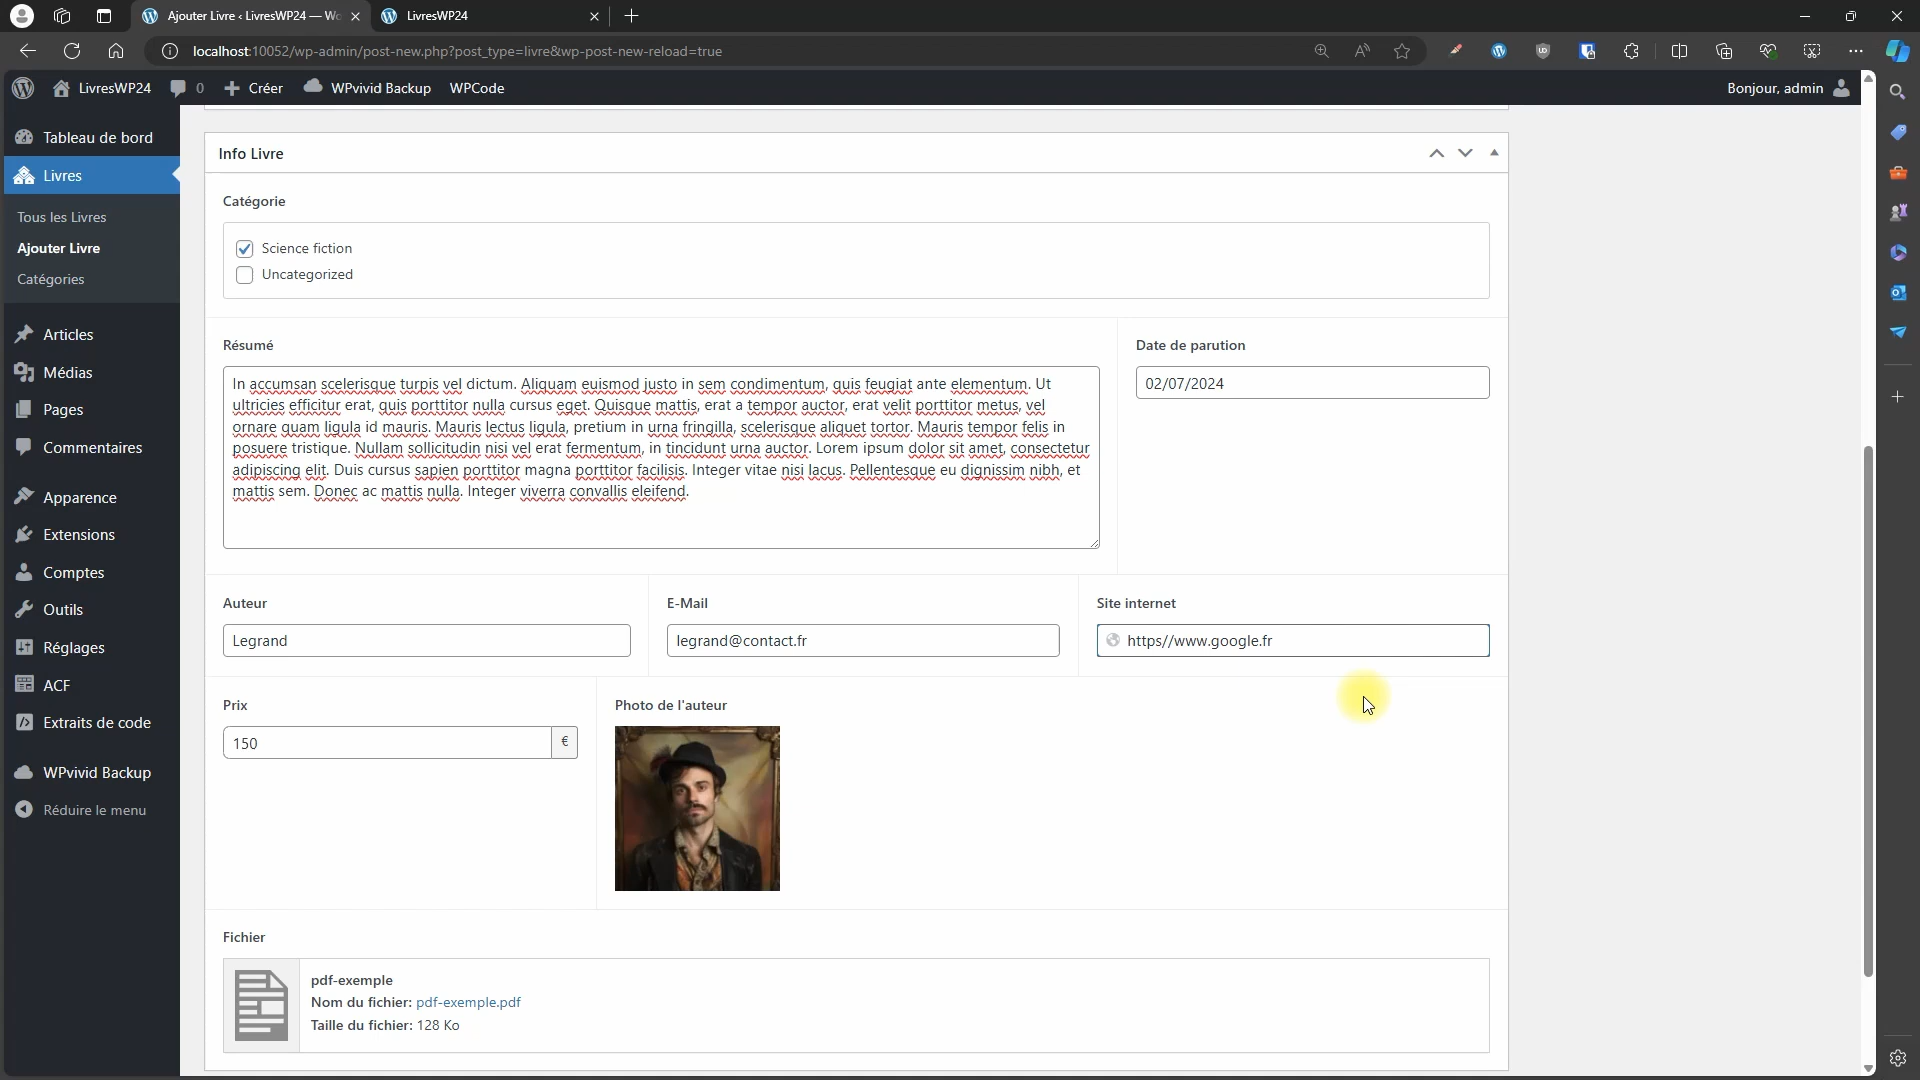 Ajouter Livre ‹ LivresWP24 — Wo
LivresWP24
localhost:10052/wp-admin/post-new.php?post_type=livre&wp-post-new-reload=true
LivresWP24
0
Créer
WPvivid Backup
WPCode
Bonjour, admin
Tableau de bord
Livres
Tous les Livres
Ajouter Livre
Catégories
Articles
Médias
Pages
Commentaires
Apparence
Extensions
Comptes
Outils
Réglages
ACF
Extraits de code
WPvivid Backup
Réduire le menu
Info Livre
Catégorie
Science fiction
Uncategorized
Résumé
In accumsan scelerisque turpis vel dictum. Aliquam euismod justo in sem condimentum, quis feugiat ante elementum. Ut
ultricies efficitur erat, quis porttitor nulla cursus eget. Quisque mattis, erat a tempor auctor, erat velit porttitor metus, vel
ornare quam ligula id mauris. Mauris lectus ligula, pretium in urna fringilla, scelerisque aliquet tortor. Mauris tempor felis in
posuere tristique. Nullam sollicitudin nisi vel erat fermentum, in tincidunt urna auctor. Lorem ipsum dolor sit amet, consectetur
adipiscing elit. Duis cursus sapien porttitor magna porttitor facilisis. Integer vitae nisi lacus. Pellentesque eu dignissim nibh, et
mattis sem. Donec ac mattis nulla. Integer viverra convallis eleifend.
Date de parution
02/07/2024
Auteur
Legrand
E-Mail
legrand@contact.fr
Site internet
https//www.google.fr
Prix
150
€
Photo de l'auteur
Fichier
pdf-exemple
Nom du fichier: pdf-exemple.pdf
Taille du fichier: 128 Ko